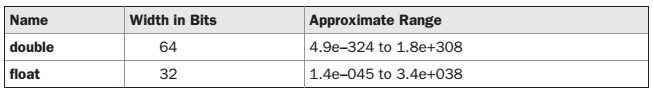 Name Width in Bits Approximate Range
double 64 4.9e–324 to 1.8e+308
float 32 1.4e–045 to 3.4e+038